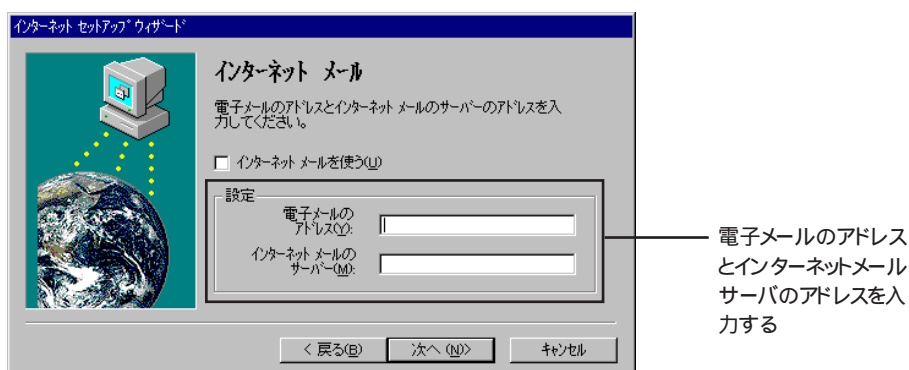 インターネット セットアップ ウィザード
インターネット メール
電子メールのアドレスとインターネット メールのサーバーのアドレスを入
力してください。
インターネット メールを使う(U)
設定
電子メールの
アドレス(Y):
インターネット メールの
サーバー(M):
< 戻る(B)
次へ (N)>
キャンセル
電子メールのアドレス
とインターネットメール
サーバのアドレスを入
力する